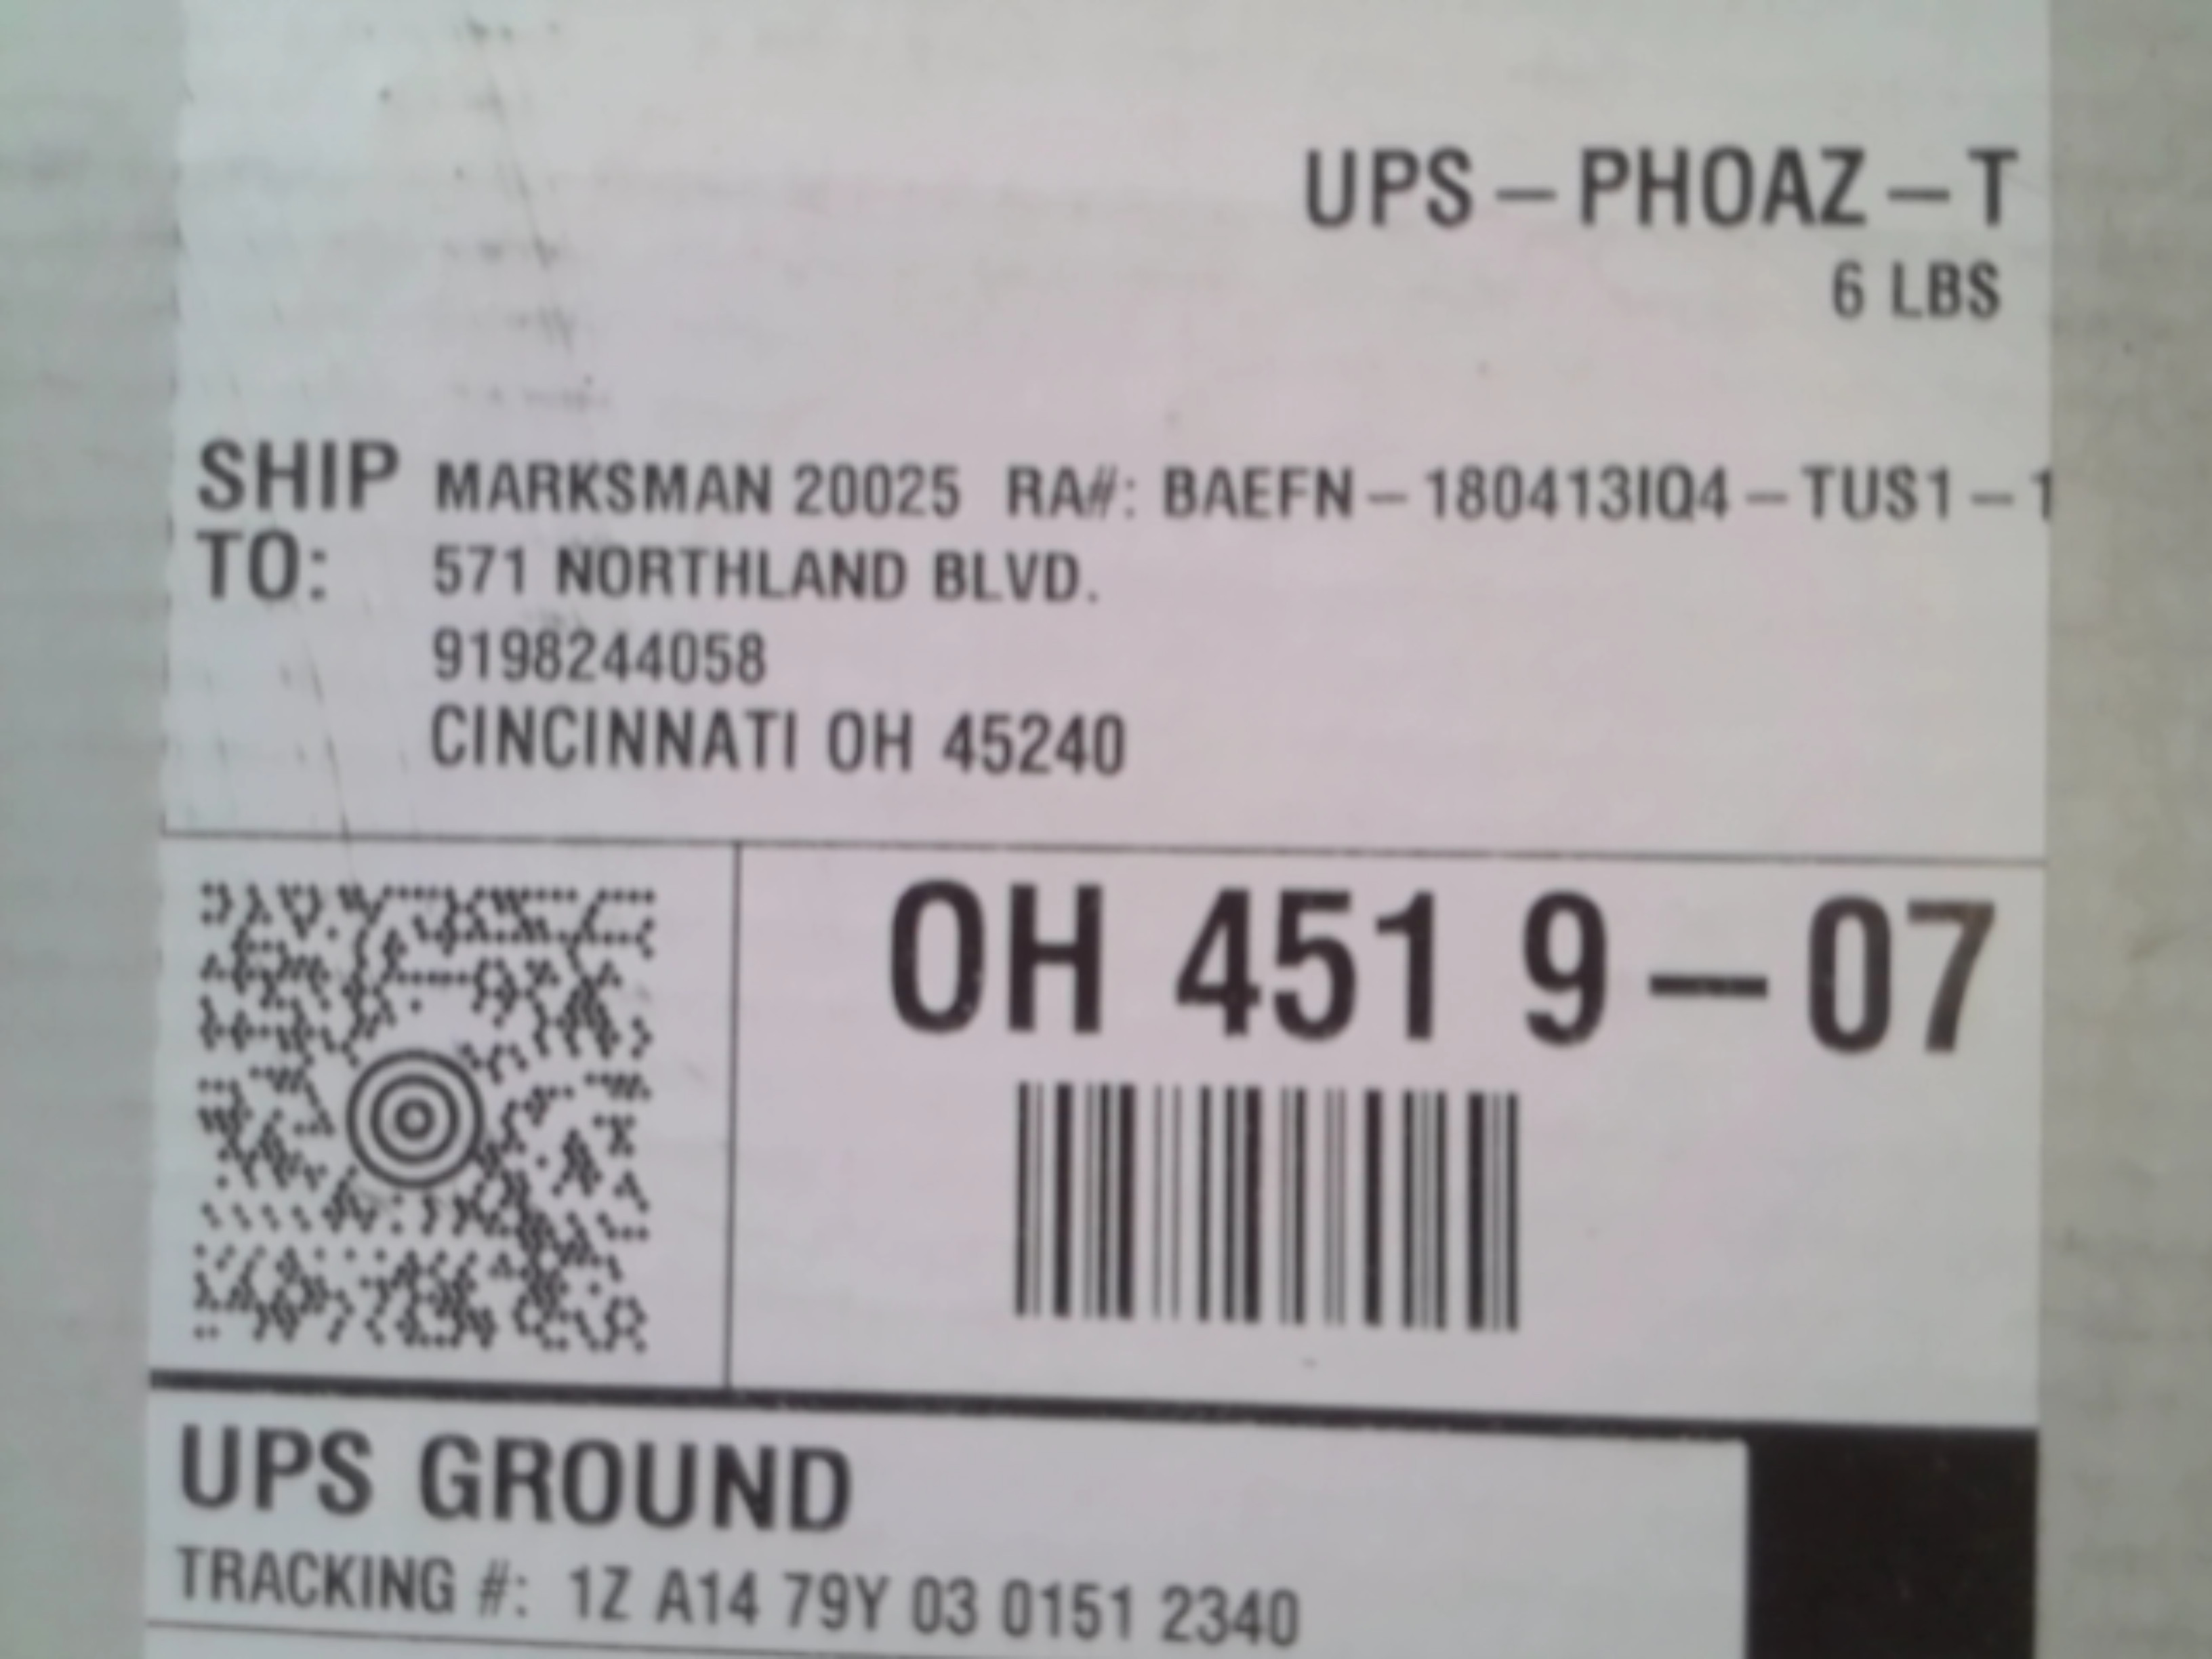 UPS – PHOAZ – T
6 LBS
SHIP TO:
MARKSMAN 20025 RA#: BAEFN – 180413IQ4 – TUS1 – 1
571 NORTHLAND BLVD.
9198244058
CINCINNATI OH 45240
OH 451 9 – 07
UPS GROUND
TRACKING #: 1Z A14 79Y 03 0151 2340